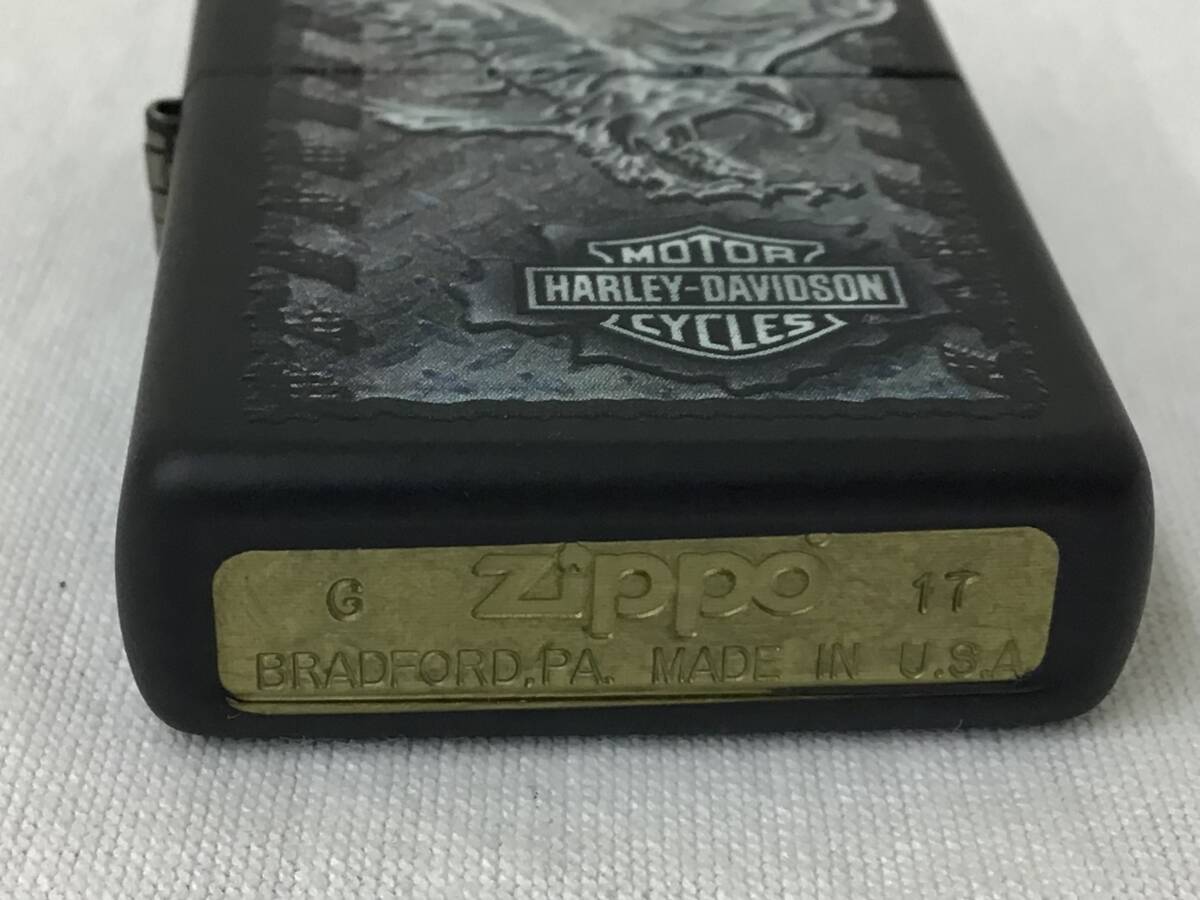 MOTOR
HARLEY-DAVIDSON
CYCLES
G zippo 17
BRADFORD,PA. MADE IN U.S.A.